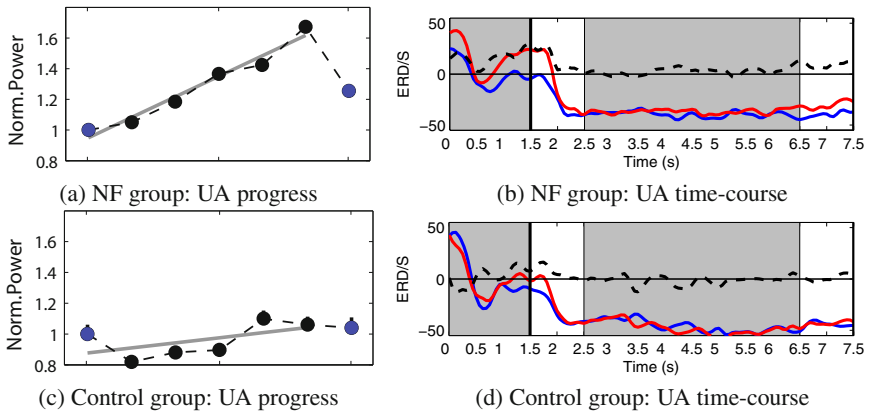 Norm.Power
1.6
1.4
1.2
1
0.8
(a) NF group: UA progress
ERD/S
50
0
−50
0 0.5 1 1.5 2 2.5 3 3.5 4 4.5 5 5.5 6 6.5 7 7.5
Time (s)
(b) NF group: UA time-course
Norm.Power
1.6
1.4
1.2
1
0.8
(c) Control group: UA progress
ERD/S
50
0
−50
0 0.5 1 1.5 2 2.5 3 3.5 4 4.5 5 5.5 6 6.5 7 7.5
Time (s)
(d) Control group: UA time-course